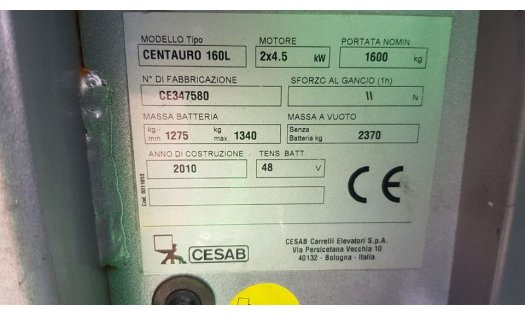 MODELLO Tipo MOTORE PORTATA NOMIN.
CENTAURO 160L 2x4.5 kW 1600 kg
N° DI FABBRICAZIONE SFORZO AL GANCIO (1h)
CE347580 \\ N
MASSA BATTERIA MASSA A VUOTO
kg min. 1275 kg max. 1340 Senza Batteria kg 2370
ANNO DI COSTRUZIONE TENS. BATT.
2010 48 V
CE
CESAB
CESAB Carrelli Elevatori S.p.A.
Via Persicetana Vecchia 10
40132 - Bologna - Italia